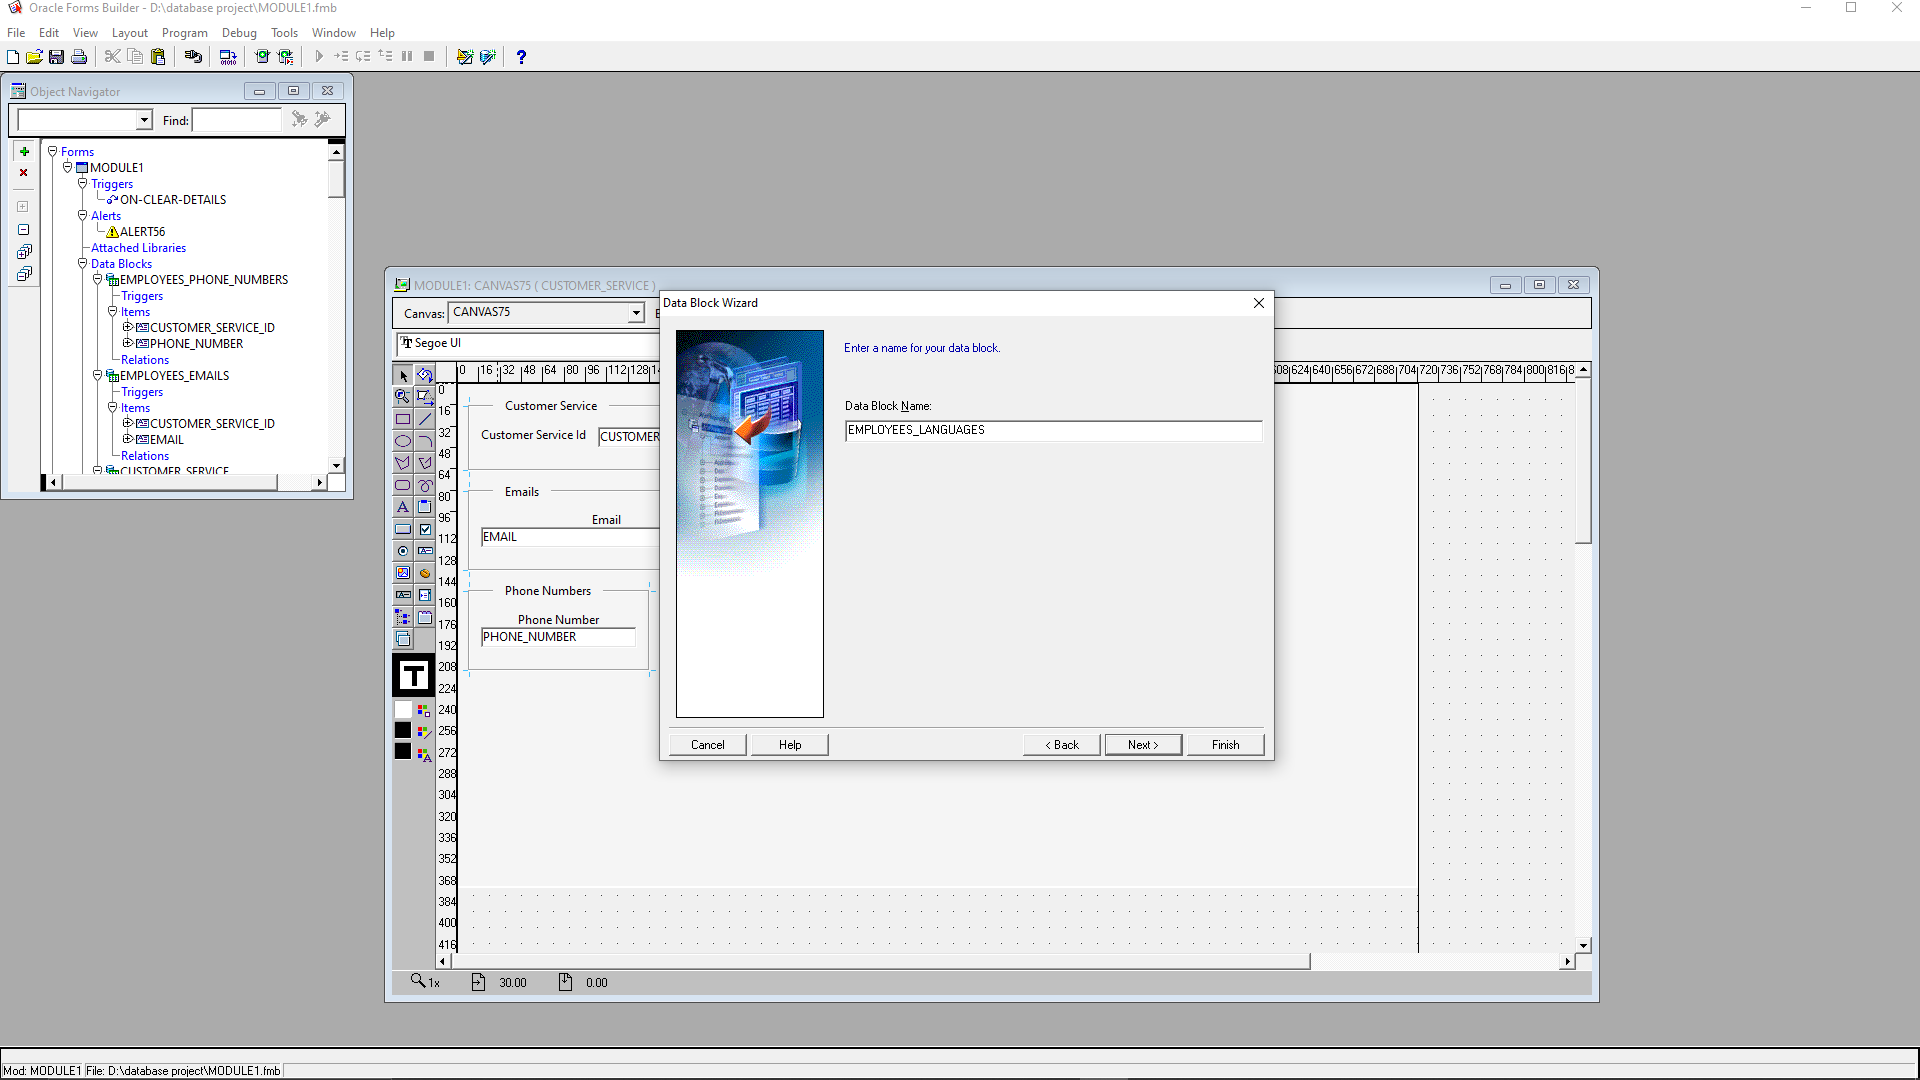 Oracle Forms Builder - D:\database project\MODULE1.fmb
File Edit View Layout Program Debug Tools Window Help
Object Navigator
Find:
Forms
MODULE1
Triggers
ON-CLEAR-DETAILS
Alerts
ALERT56
Attached Libraries
Data Blocks
EMPLOYEES_PHONE_NUMBERS
Triggers
Items
CUSTOMER_SERVICE_ID
PHONE_NUMBER
Relations
EMPLOYEES_EMAILS
Triggers
Items
CUSTOMER_SERVICE_ID
EMAIL
Relations
CUSTOMER_SERVICE
MODULE1: CANVAS75 ( CUSTOMER_SERVICE )
Canvas: CANVAS75
Segoe UI
0 16 32 48 64 80 96 112 128
624 640 656 672 688 704 720 736 752 768 784 800 816
0
16
32
48
64
80
96
112
128
144
160
176
192
208
224
240
256
272
288
304
320
336
352
368
384
400
416
Customer Service
Customer Service Id CUSTOMER
Emails
Email
EMAIL
Phone Numbers
Phone Number
PHONE_NUMBER
T
1x 30.00 0.00
Data Block Wizard
Enter a name for your data block.
Data Block Name:
EMPLOYEES_LANGUAGES
Cancel Help < Back Next > Finish
Mod: MODULE1 File: D:\database project\MODULE1.fmb